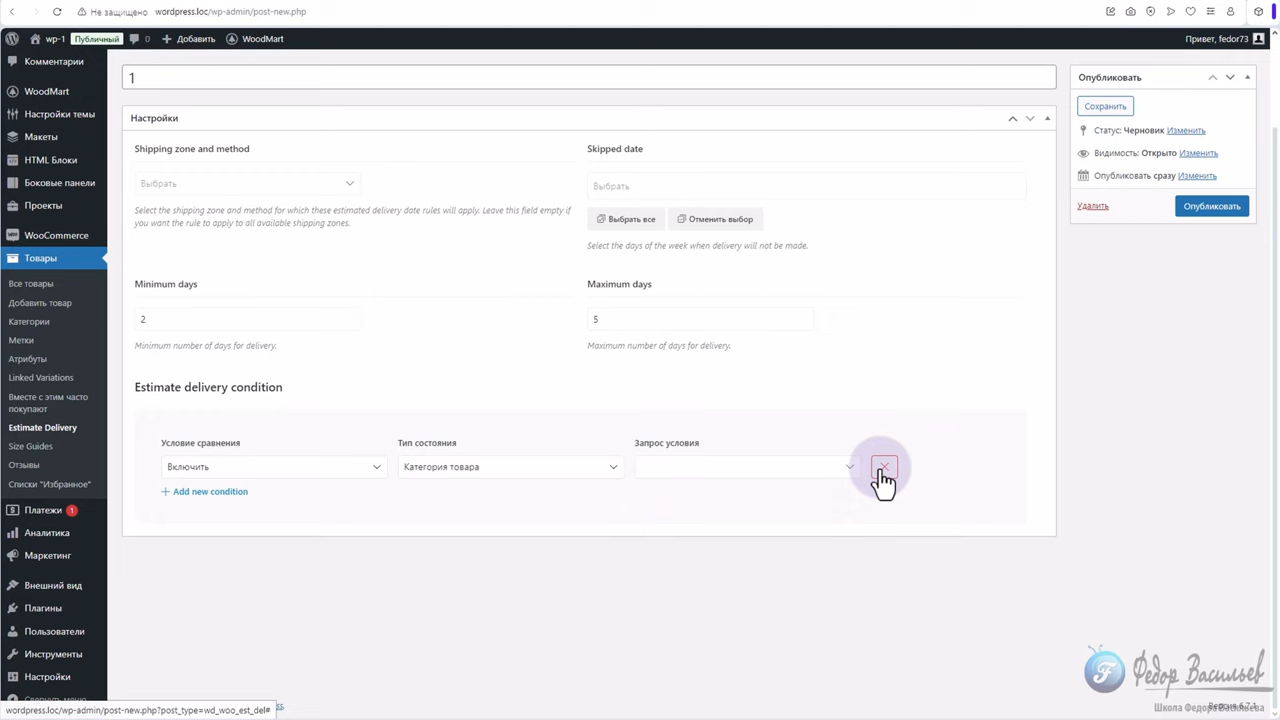 Не защищено wordpress.loc/wp-admin/post-new.php
wp-1 Публичный 0 Добавить WoodMart Привет, fedor73
Комментарии
WoodMart
Настройки темы
Макеты
HTML Блоки
Боковые панели
Проекты
WooCommerce
Товары
Все товары
Добавить товар
Категории
Метки
Атрибуты
Linked Variations
Вместе с этим часто
покупают
Estimate Delivery
Size Guides
Отзывы
Списки "Избранное"
Платежи 1
Аналитика
Маркетинг
Внешний вид
Плагины
Пользователи
Инструменты
Настройки
Свернуть меню
1
Настройки
Shipping zone and method
Выбрать
Select the shipping zone and method for which these estimated delivery date rules will apply. Leave this field empty if
you want the rule to apply to all available shipping zones.
Skipped date
Выбрать
Выбрать все Отменить выбор
Select the days of the week when delivery will not be made.
Minimum days
2
Minimum number of days for delivery.
Maximum days
5
Maximum number of days for delivery.
Estimate delivery condition
Условие сравнения Тип состояния Запрос условия
Включить Категория товара
+ Add new condition
Опубликовать
Сохранить
Статус: Черновик Изменить
Видимость: Открыто Изменить
Опубликовать сразу Изменить
Удалить Опубликовать
wordpress.loc/wp-admin/post-new.php?post_type=wd_woo_est_del#
Федор Васильев
Школа Федора Васильева